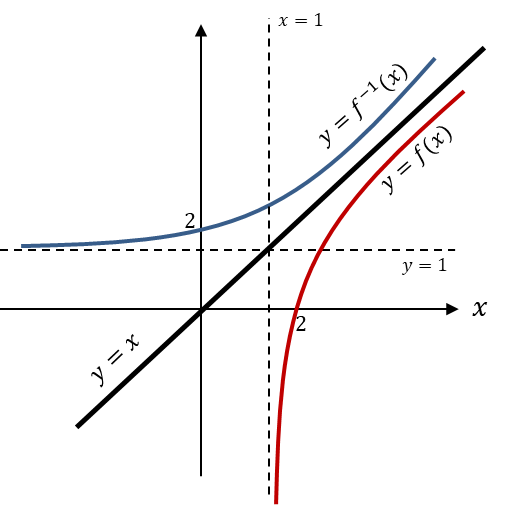 x = 1
y = f⁻¹(x)
y = f(x)
2
y = 1
x
2
y = x